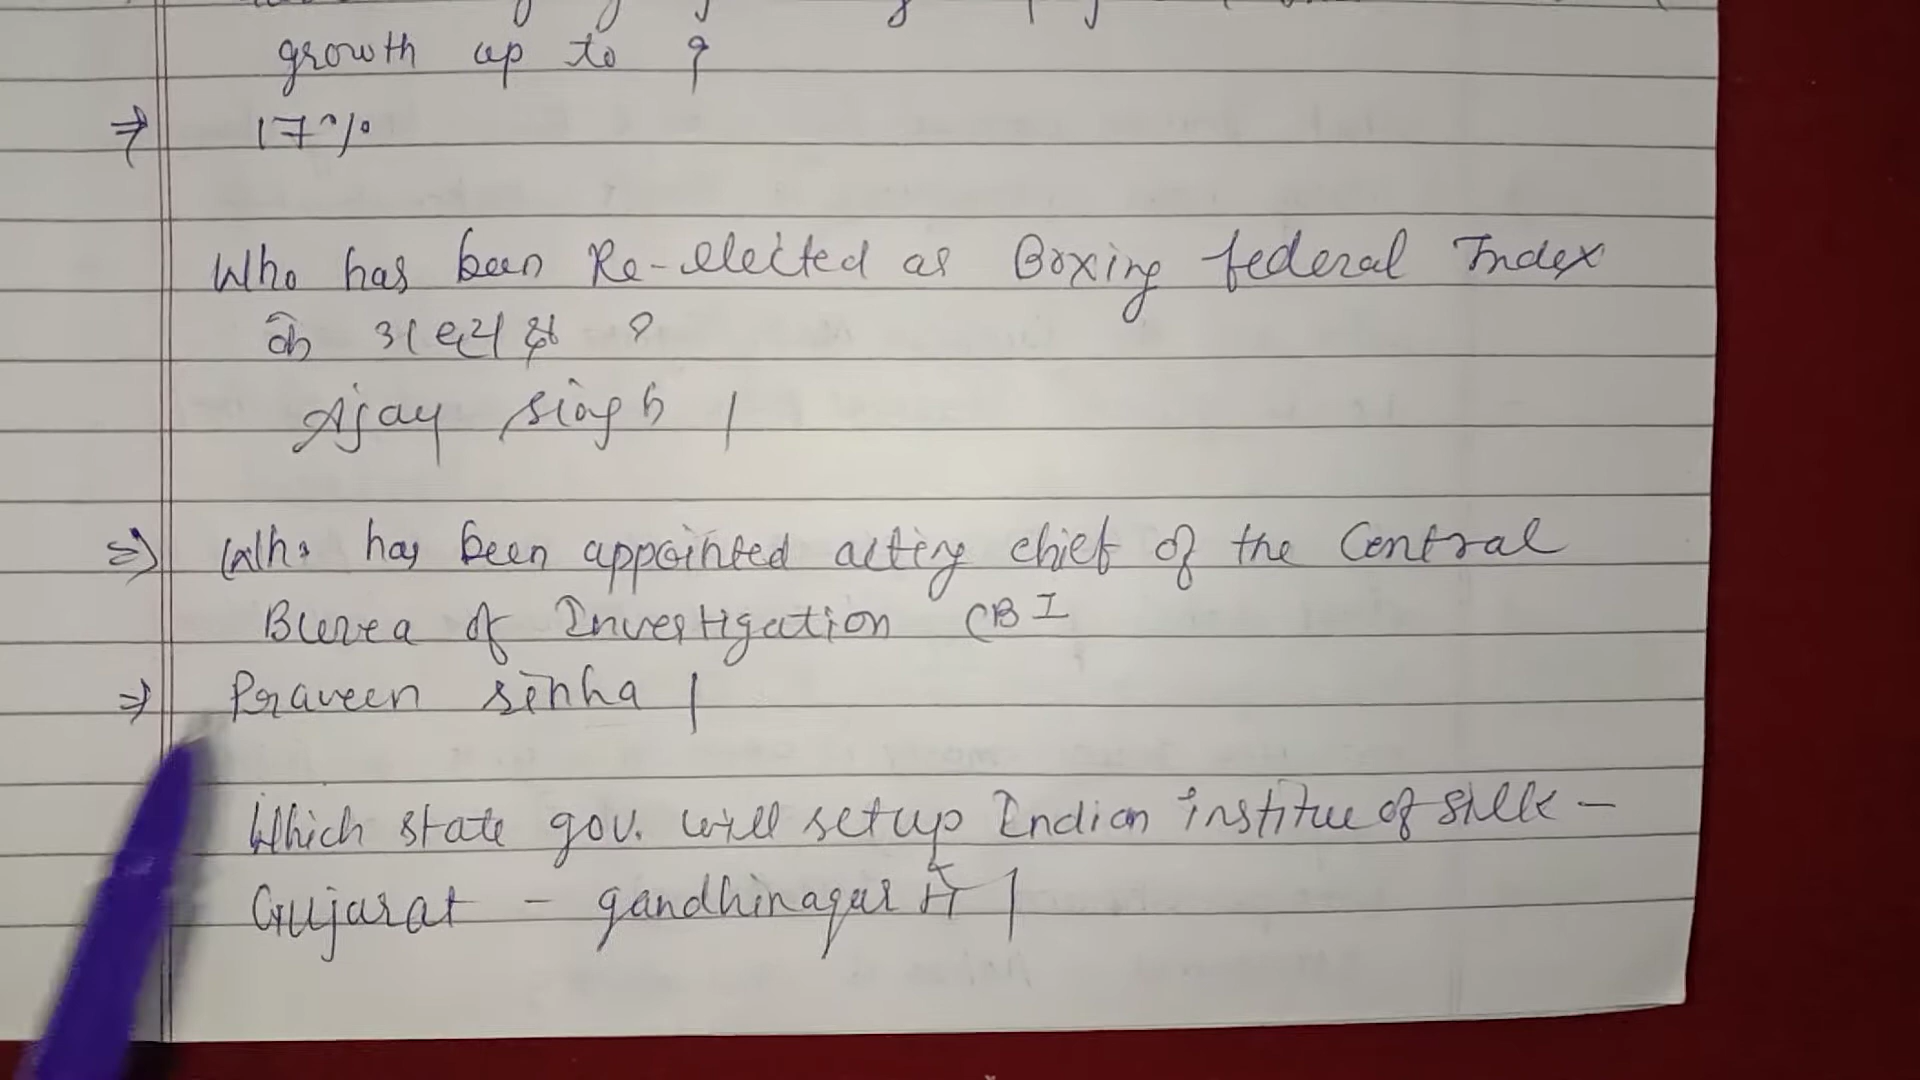 growth up to ?
⇒ 17%
Who has been Re-elected as Boxing federal Index
के अध्यक्ष ?
Ajay singh |
⇒ Who has been appointed acting chief of the Central
Burea of Investigation CBI
⇒ Praveen sinha |
Which state gov. will setup Indian institue of silk -
Gujarat - gandhinagar में |